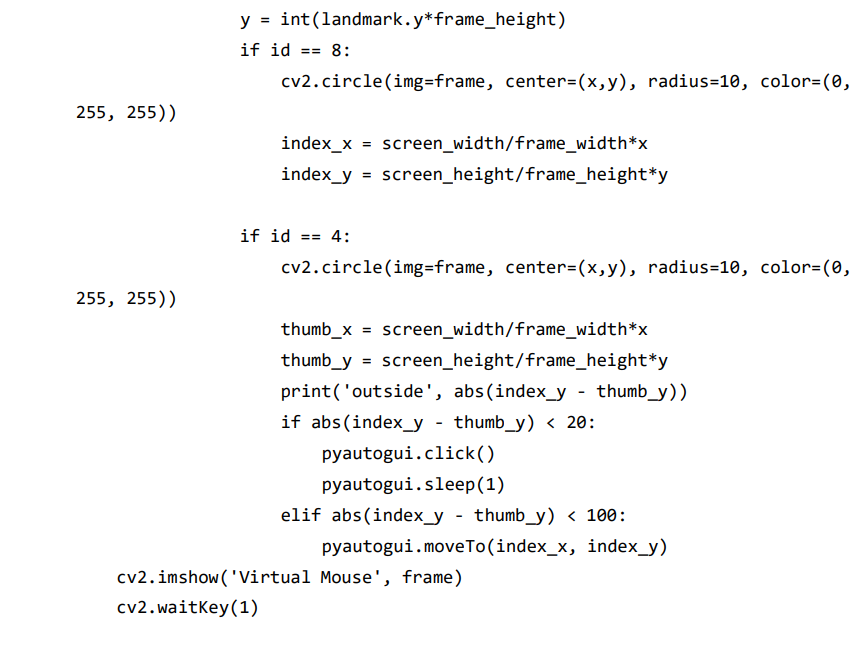 y = int(landmark.y*frame_height)
if id == 8:
cv2.circle(img=frame, center=(x,y), radius=10, color=(0,
255, 255))
index_x = screen_width/frame_width*x
index_y = screen_height/frame_height*y
if id == 4:
cv2.circle(img=frame, center=(x,y), radius=10, color=(0,
255, 255))
thumb_x = screen_width/frame_width*x
thumb_y = screen_height/frame_height*y
print('outside', abs(index_y - thumb_y))
if abs(index_y - thumb_y) < 20:
pyautogui.click()
pyautogui.sleep(1)
elif abs(index_y - thumb_y) < 100:
pyautogui.moveTo(index_x, index_y)
cv2.imshow('Virtual Mouse', frame)
cv2.waitKey(1)